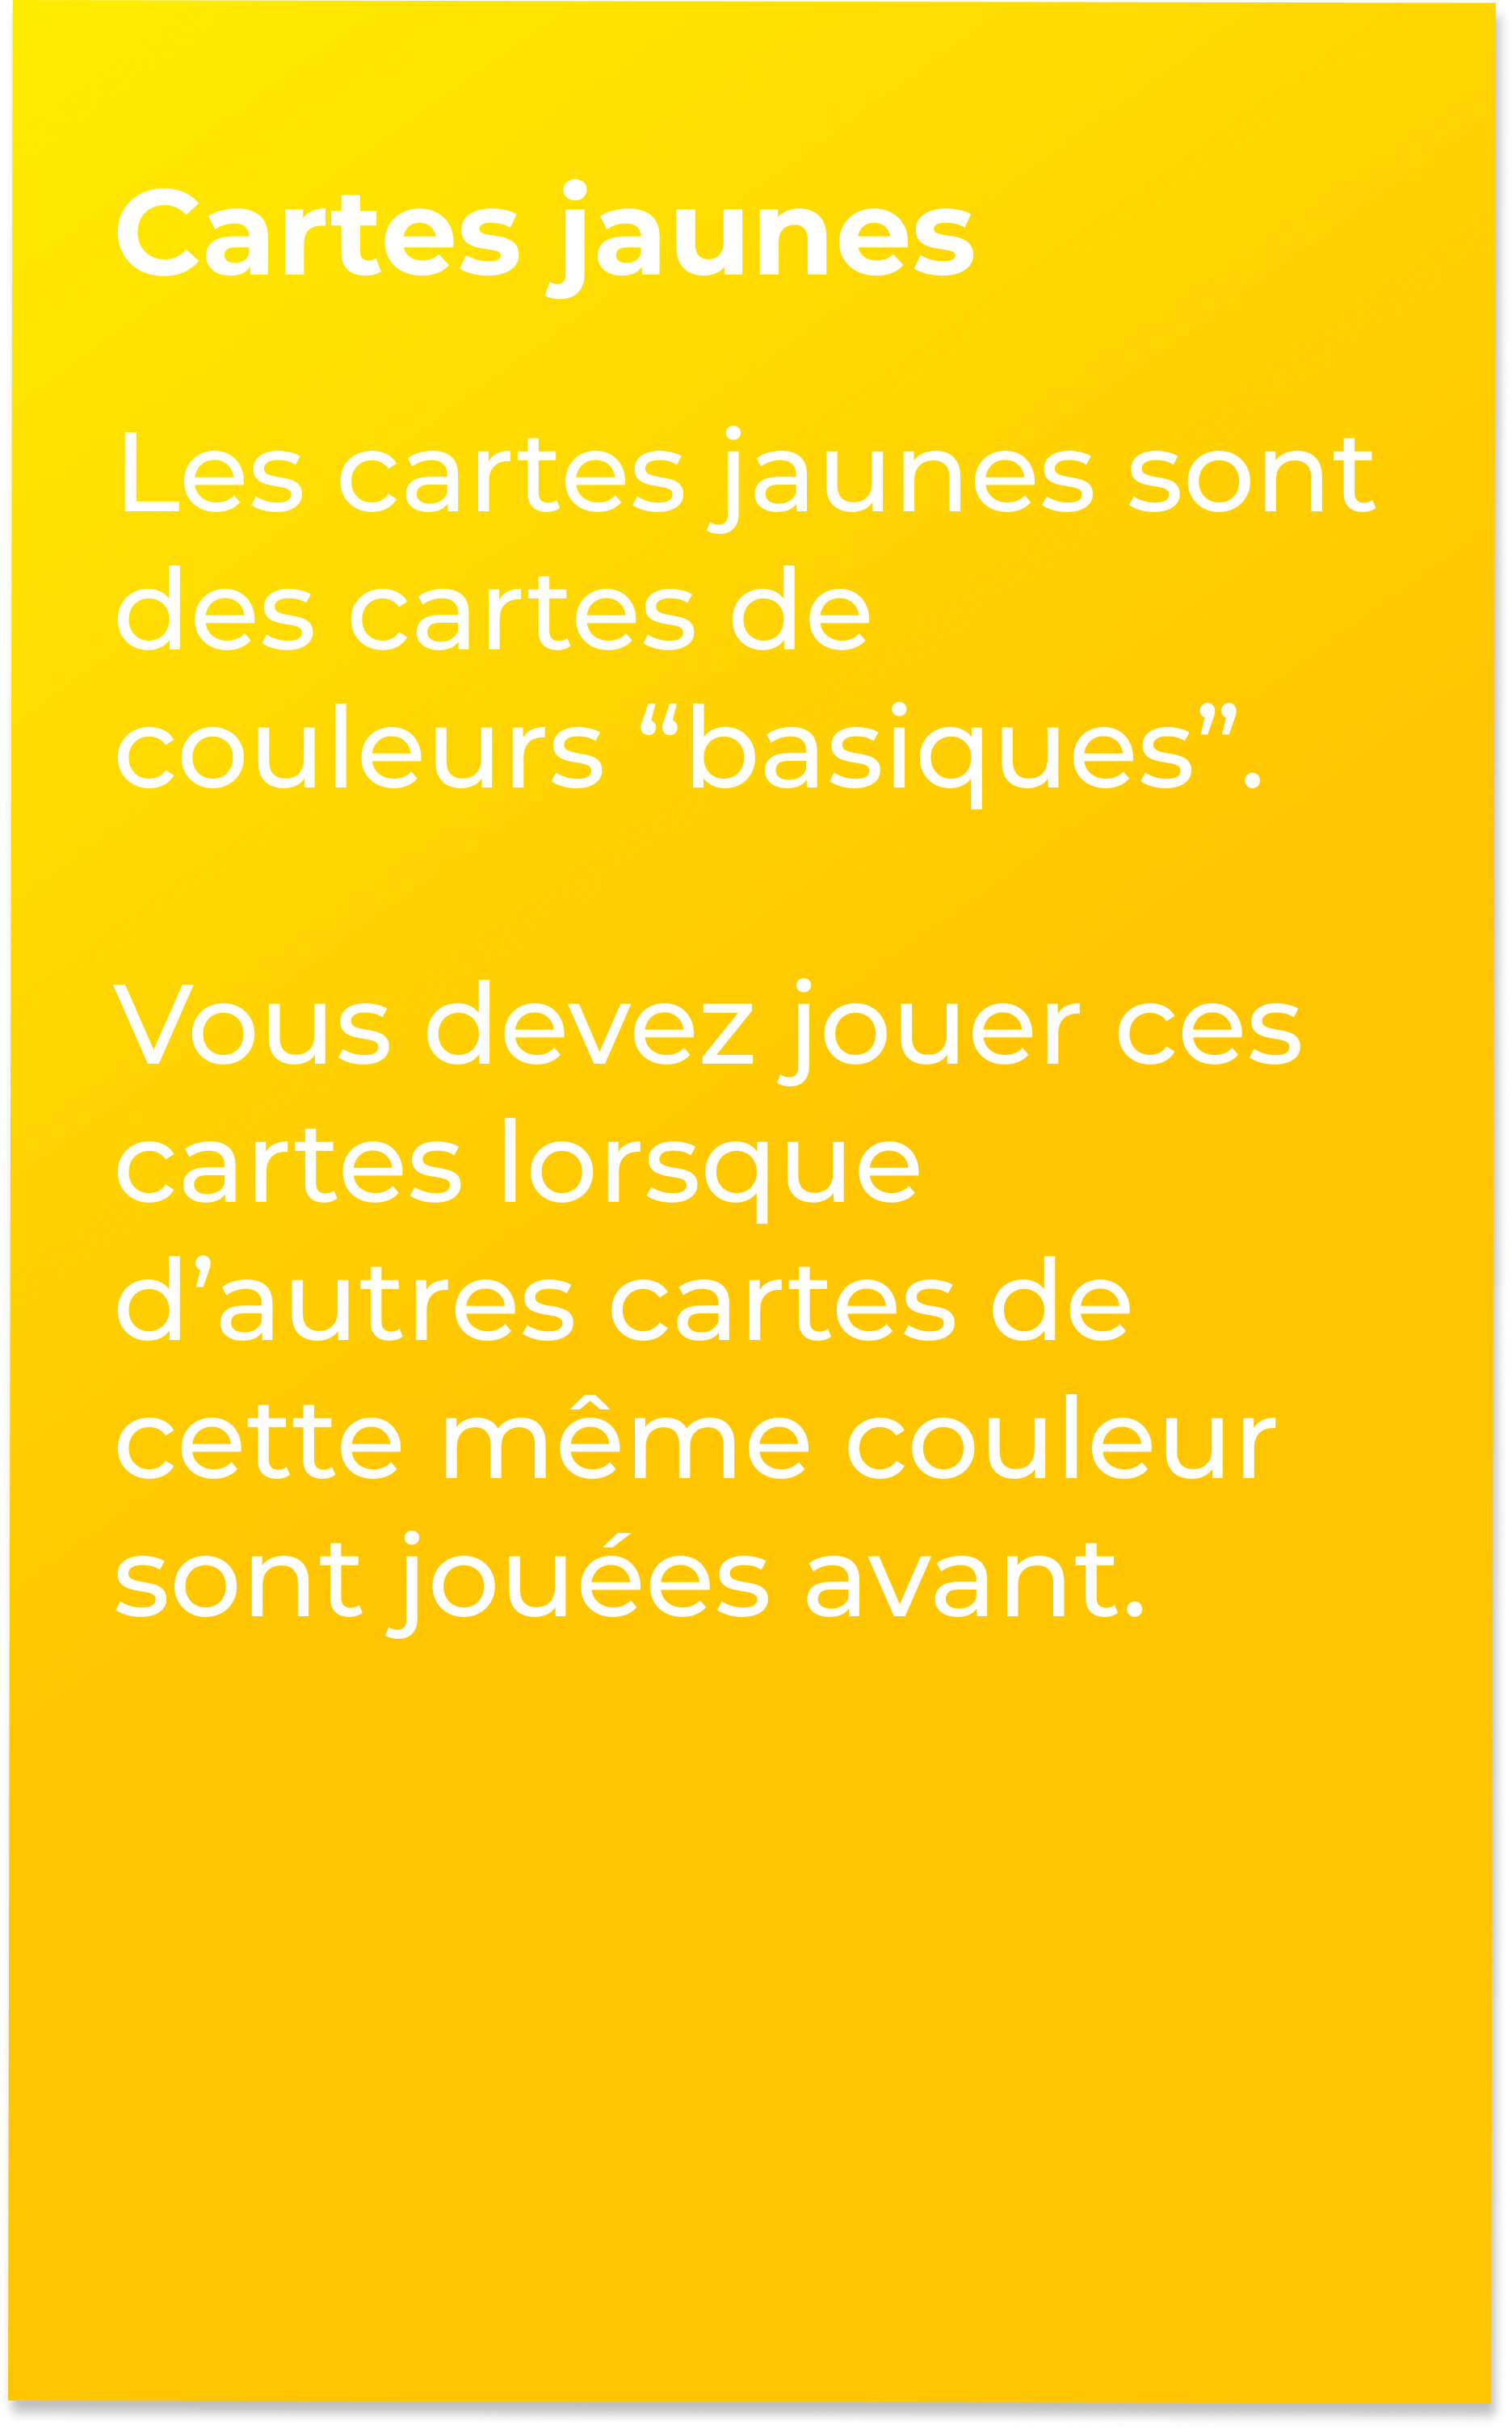 Cartes jaunes
Les cartes jaunes sont
des cartes de
couleurs “basiques”.
Vous devez jouer ces
cartes lorsque
d’autres cartes de
cette même couleur
sont jouées avant.